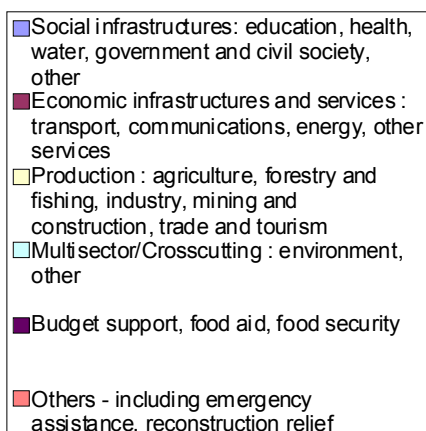 Social infrastructures: education, health,
water, government and civil society,
other
Economic infrastructures and services :
transport, communications, energy, other
services
Production : agriculture, forestry and
fishing, industry, mining and
construction, trade and tourism
Multisector/Crosscutting : environment,
other
Budget support, food aid, food security
Others - including emergency
assistance, reconstruction relief